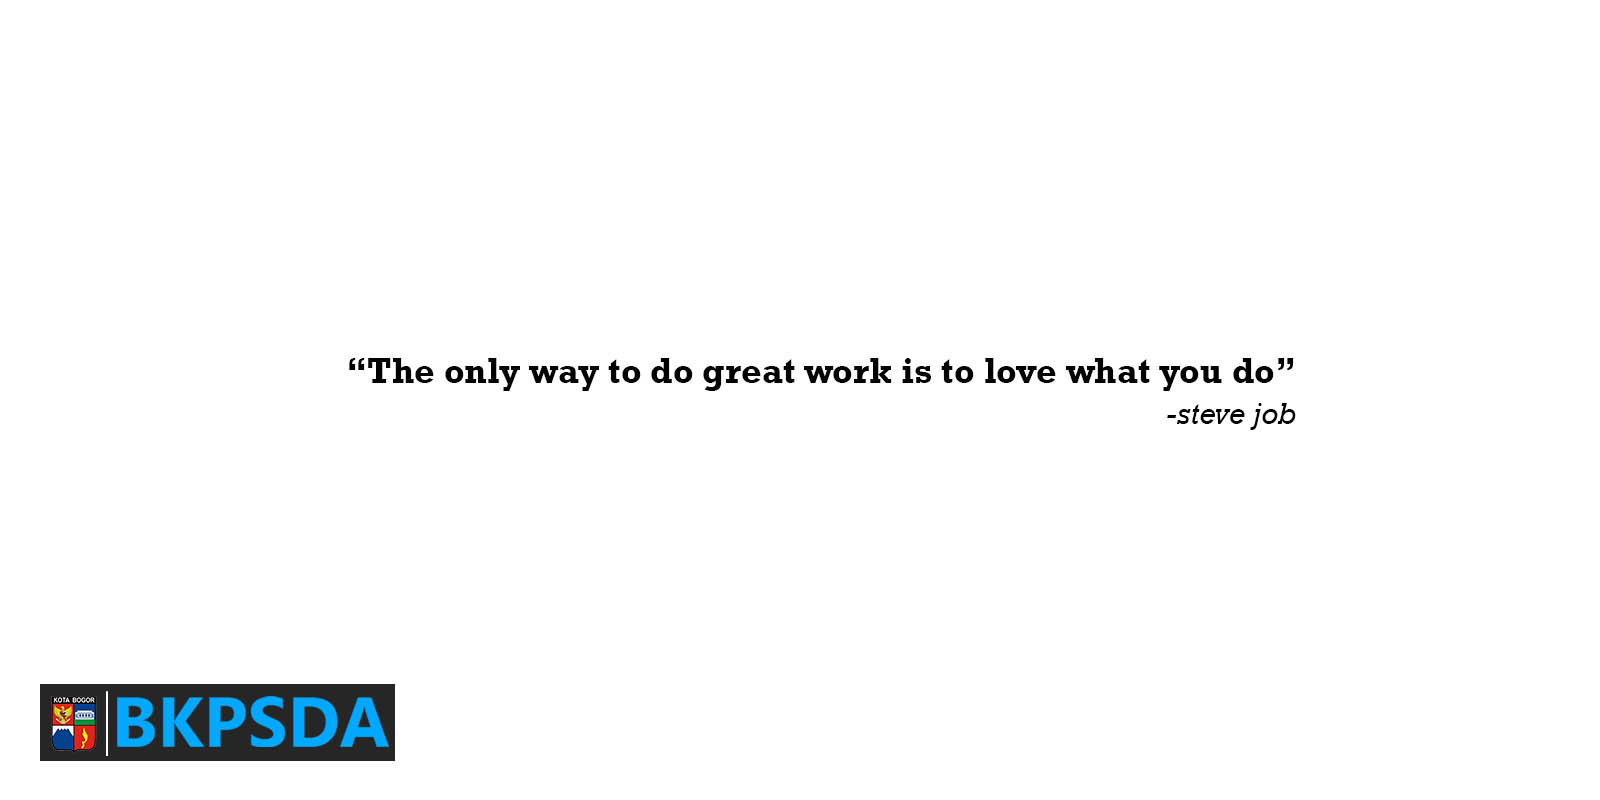 “The only way to do great work is to love what you do”
-steve job
KOTA BOGOR
BKPSDA